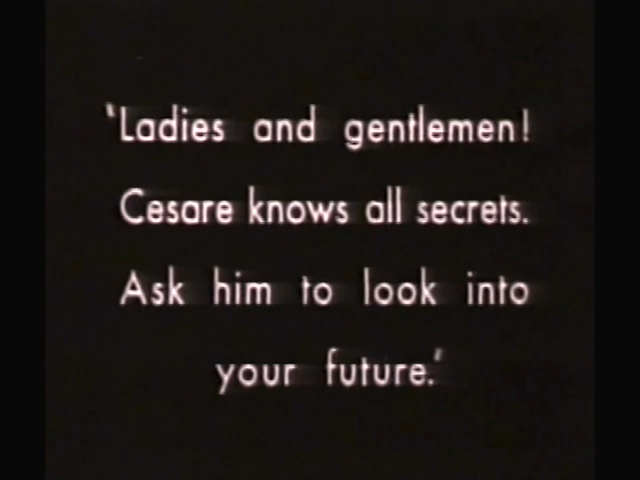 'Ladies and gentlemen!
Cesare knows all secrets.
Ask him to look into
your future.'